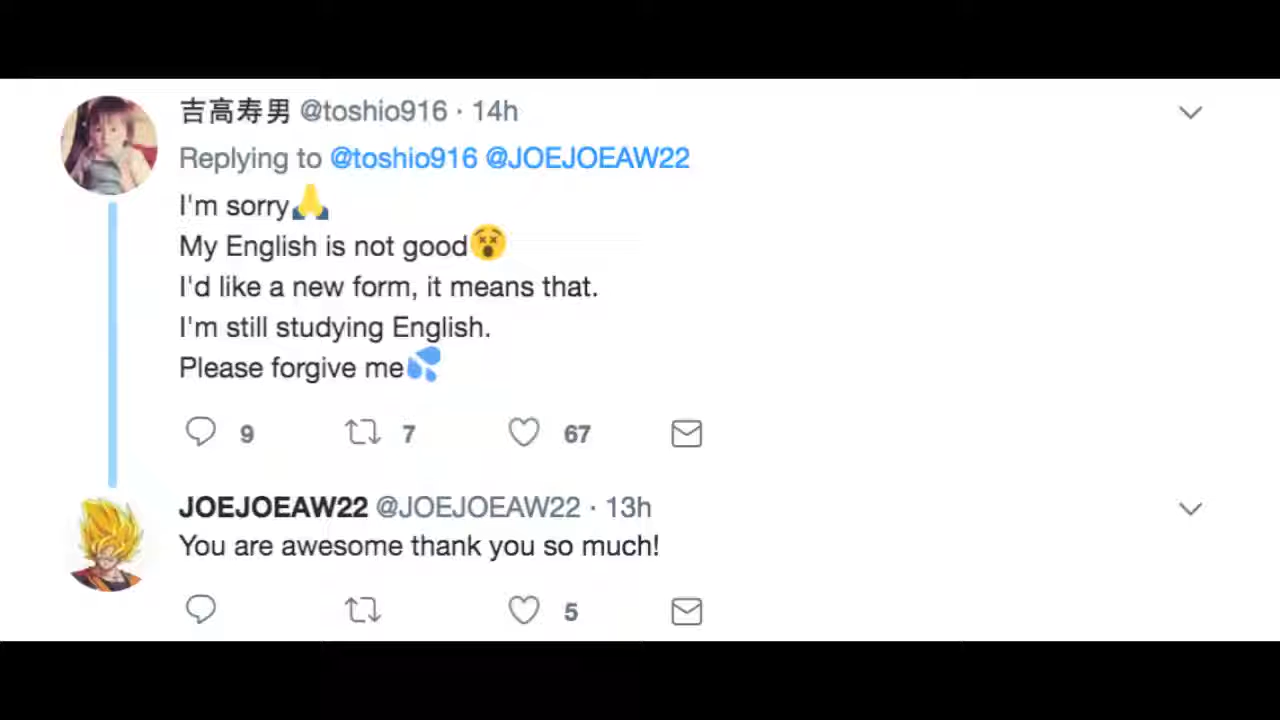 吉高寿男 @toshio916 · 14h
Replying to @toshio916 @JOEJOEAW22
I'm sorry🙏
My English is not good😵
I'd like a new form, it means that.
I'm still studying English.
Please forgive me💦
9 7 67
JOEJOEAW22 @JOEJOEAW22 · 13h
You are awesome thank you so much!
5